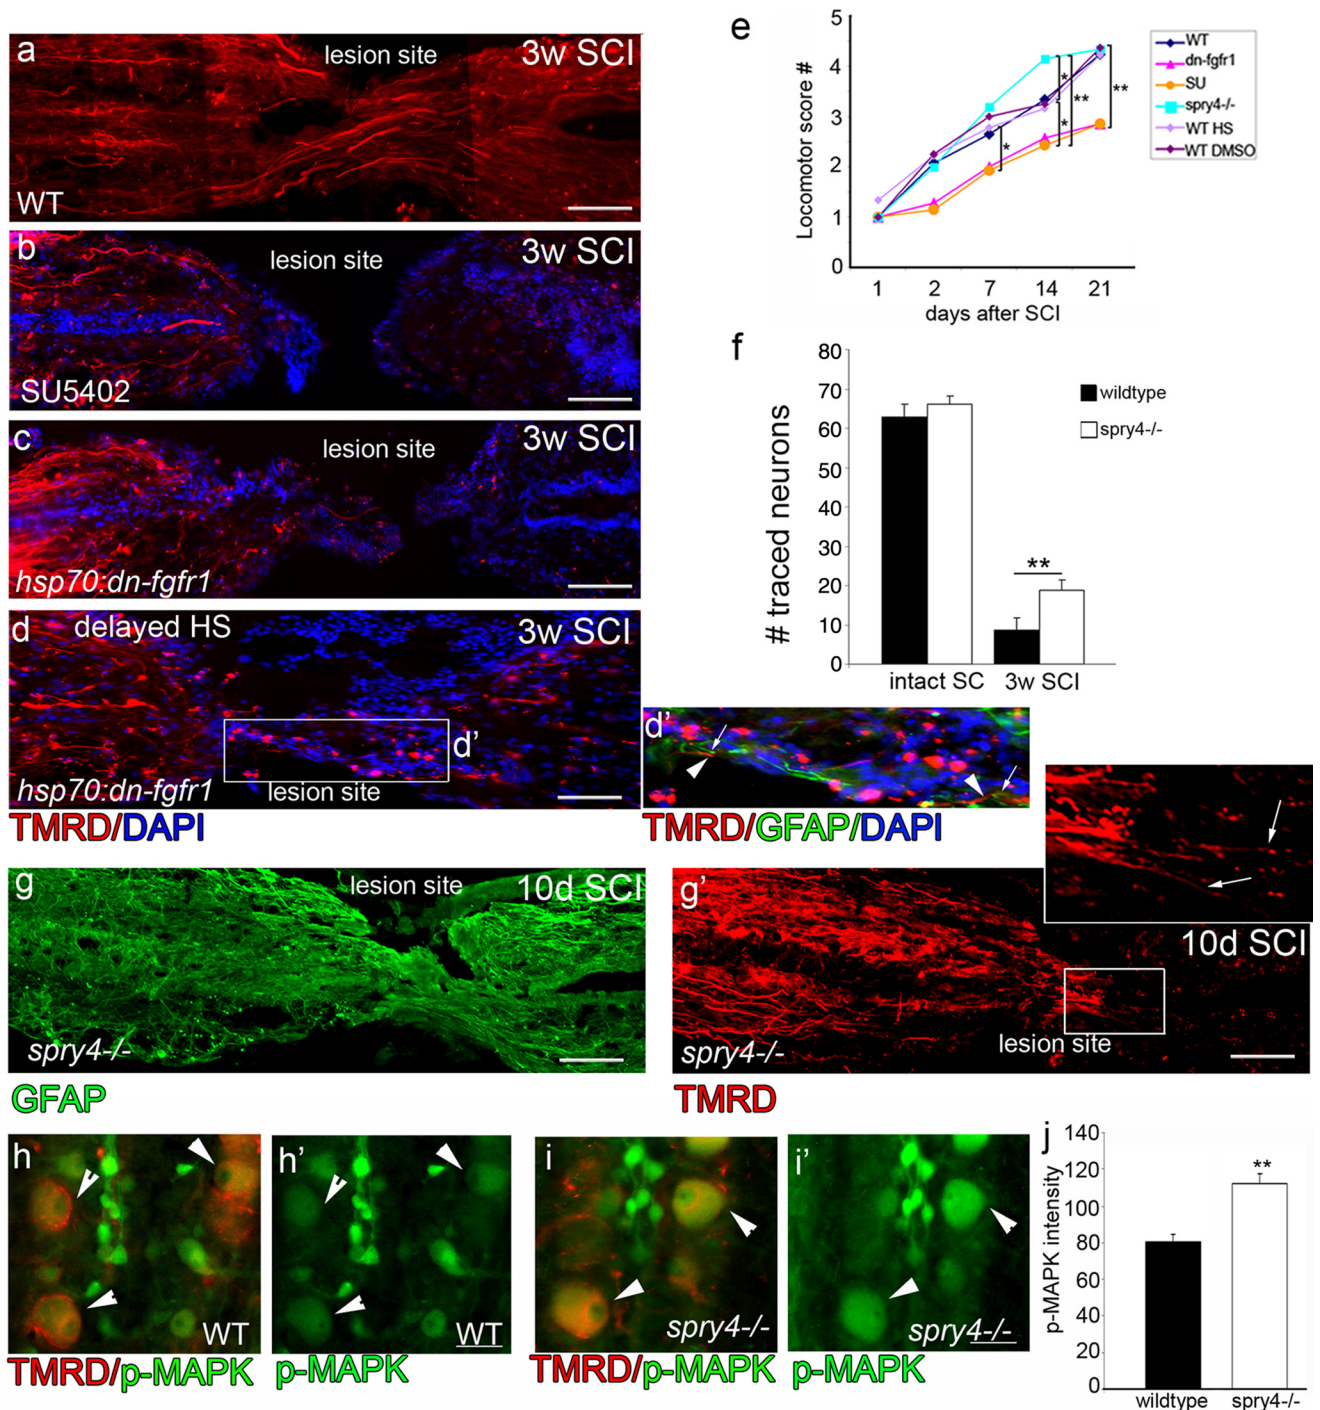 a
lesion site
3w SCI
WT
b
lesion site
3w SCI
SU5402
c
lesion site
3w SCI
hsp70:dn-fgfr1
d
delayed HS
3w SCI
d'
hsp70:dn-fgfr1
lesion site
TMRD/DAPI
d'
TMRD/GFAP/DAPI
e
Locomotor score #
5
4
3
2
1
0
1 2 7 14 21
days after SCI
*
*
**
*
**
WT
dn-fgfr1
SU
spry4-/-
WT HS
WT DMSO
f
# traced neurons
80
70
60
50
40
30
20
10
0
**
intact SC 3w SCI
wildtype
spry4-/-
g
lesion site
10d SCI
spry4-/-
GFAP
g'
10d SCI
lesion site
spry4-/-
TMRD
h
WT
TMRD/p-MAPK
h'
WT
p-MAPK
i
spry4-/-
TMRD/p-MAPK
i'
spry4-/-
p-MAPK
j
p-MAPK intensity
140
120
100
80
60
40
20
0
**
wildtype spry4-/-